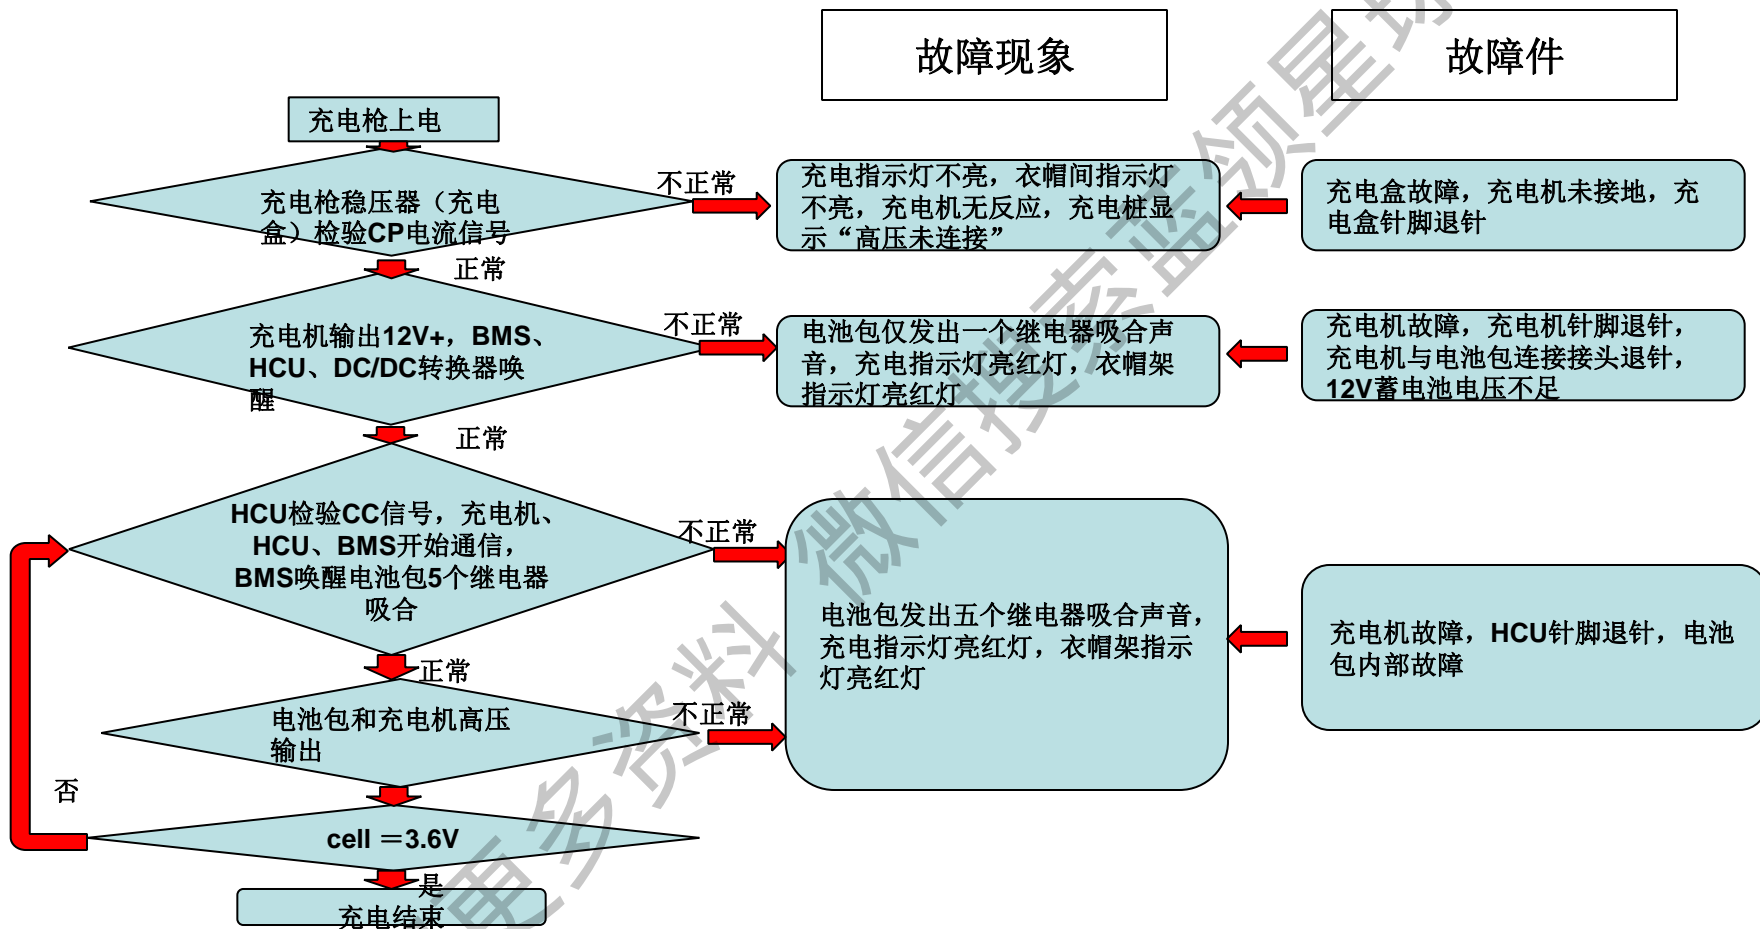 故障现象
故障件
充电枪上电
充电枪稳压器（充电
盒）检验CP电流信号
不正常
充电指示灯不亮，衣帽间指示灯
不亮，充电机无反应，充电桩显
示“高压未连接”
充电盒故障，充电机未接地，充
电盒针脚退针
正常
充电机输出12V+，BMS、
HCU、DC/DC转换器唤
醒
不正常
电池包仅发出一个继电器吸合声
音，充电指示灯亮红灯，衣帽架
指示灯亮红灯
充电机故障，充电机针脚退针，
充电机与电池包连接接头退针，
12V蓄电池电压不足
正常
HCU检验CC信号，充电机、
HCU、BMS开始通信，
BMS唤醒电池包5个继电器
吸合
不正常
电池包发出五个继电器吸合声音，
充电指示灯亮红灯，衣帽架指示
灯亮红灯
充电机故障，HCU针脚退针，电池
包内部故障
正常
电池包和充电机高压
输出
不正常
否
cell ＝3.6V
是
充电结束
更多资料 微信搜索蓝领星球